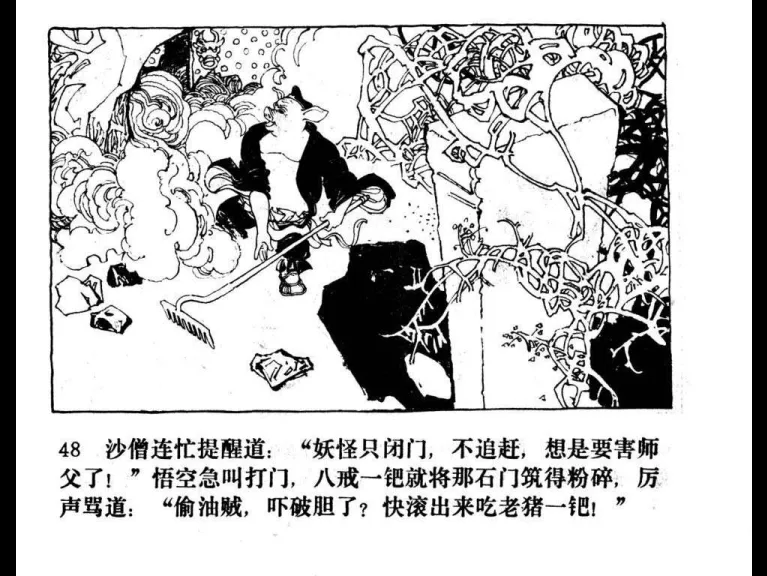 48 沙僧连忙提醒道：“妖怪只闭门，不追赶，想是要害师
父了！”悟空急叫打门，八戒一钯就将那石门筑得粉碎，厉
声骂道：“偷油贼，吓破胆了？快滚出来吃老猪一钯！”